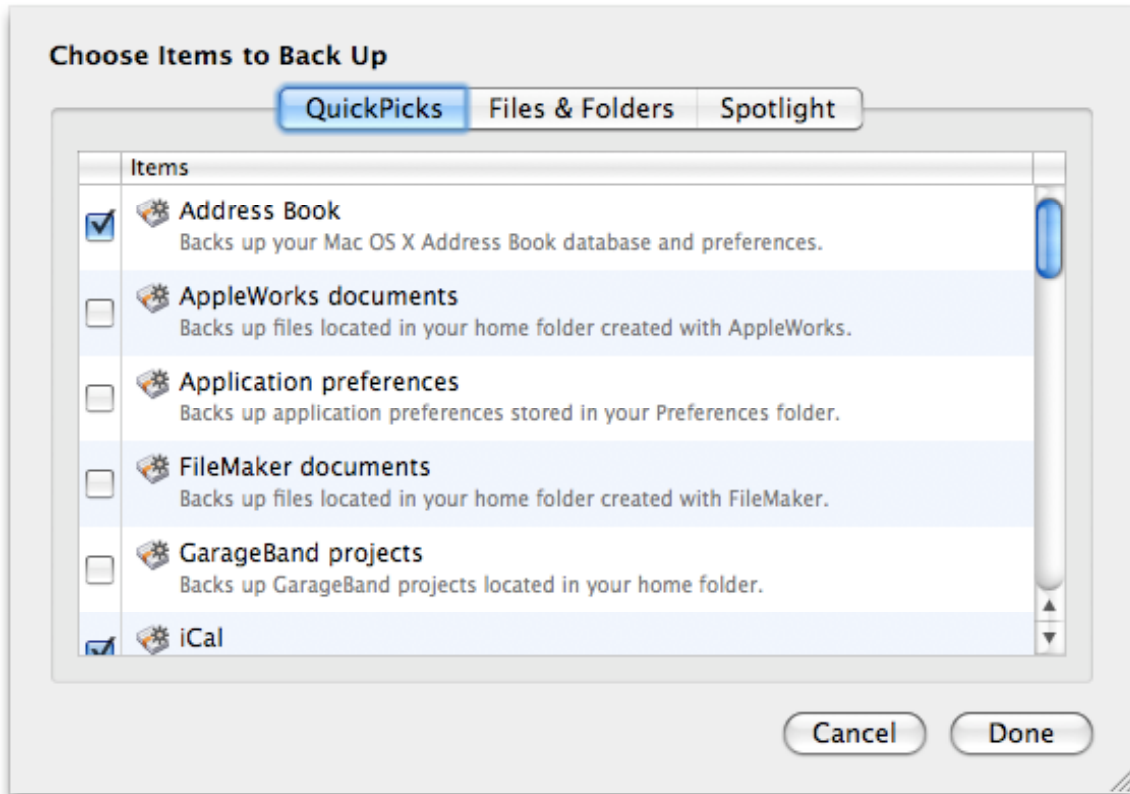 Choose Items to Back Up
QuickPicks Files & Folders Spotlight
Items
Address Book
Backs up your Mac OS X Address Book database and preferences.
AppleWorks documents
Backs up files located in your home folder created with AppleWorks.
Application preferences
Backs up application preferences stored in your Preferences folder.
FileMaker documents
Backs up files located in your home folder created with FileMaker.
GarageBand projects
Backs up GarageBand projects located in your home folder.
iCal
Cancel Done